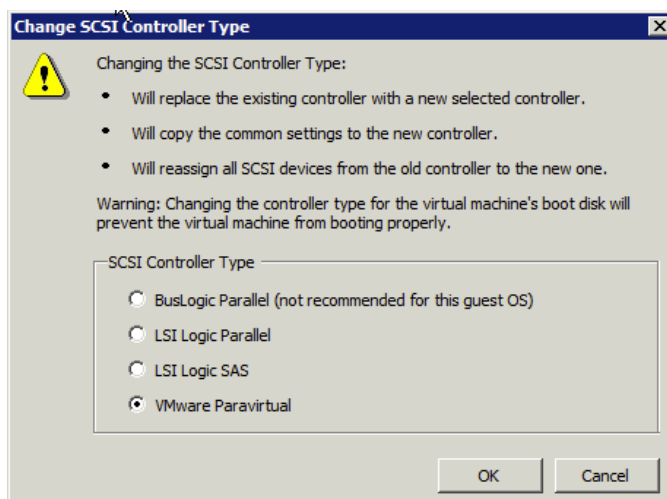 Change SCSI Controller Type
Changing the SCSI Controller Type:
• Will replace the existing controller with a new selected controller.
• Will copy the common settings to the new controller.
• Will reassign all SCSI devices from the old controller to the new one.
Warning: Changing the controller type for the virtual machine's boot disk will
prevent the virtual machine from booting properly.
SCSI Controller Type
BusLogic Parallel (not recommended for this guest OS)
LSI Logic Parallel
LSI Logic SAS
VMware Paravirtual
OK Cancel